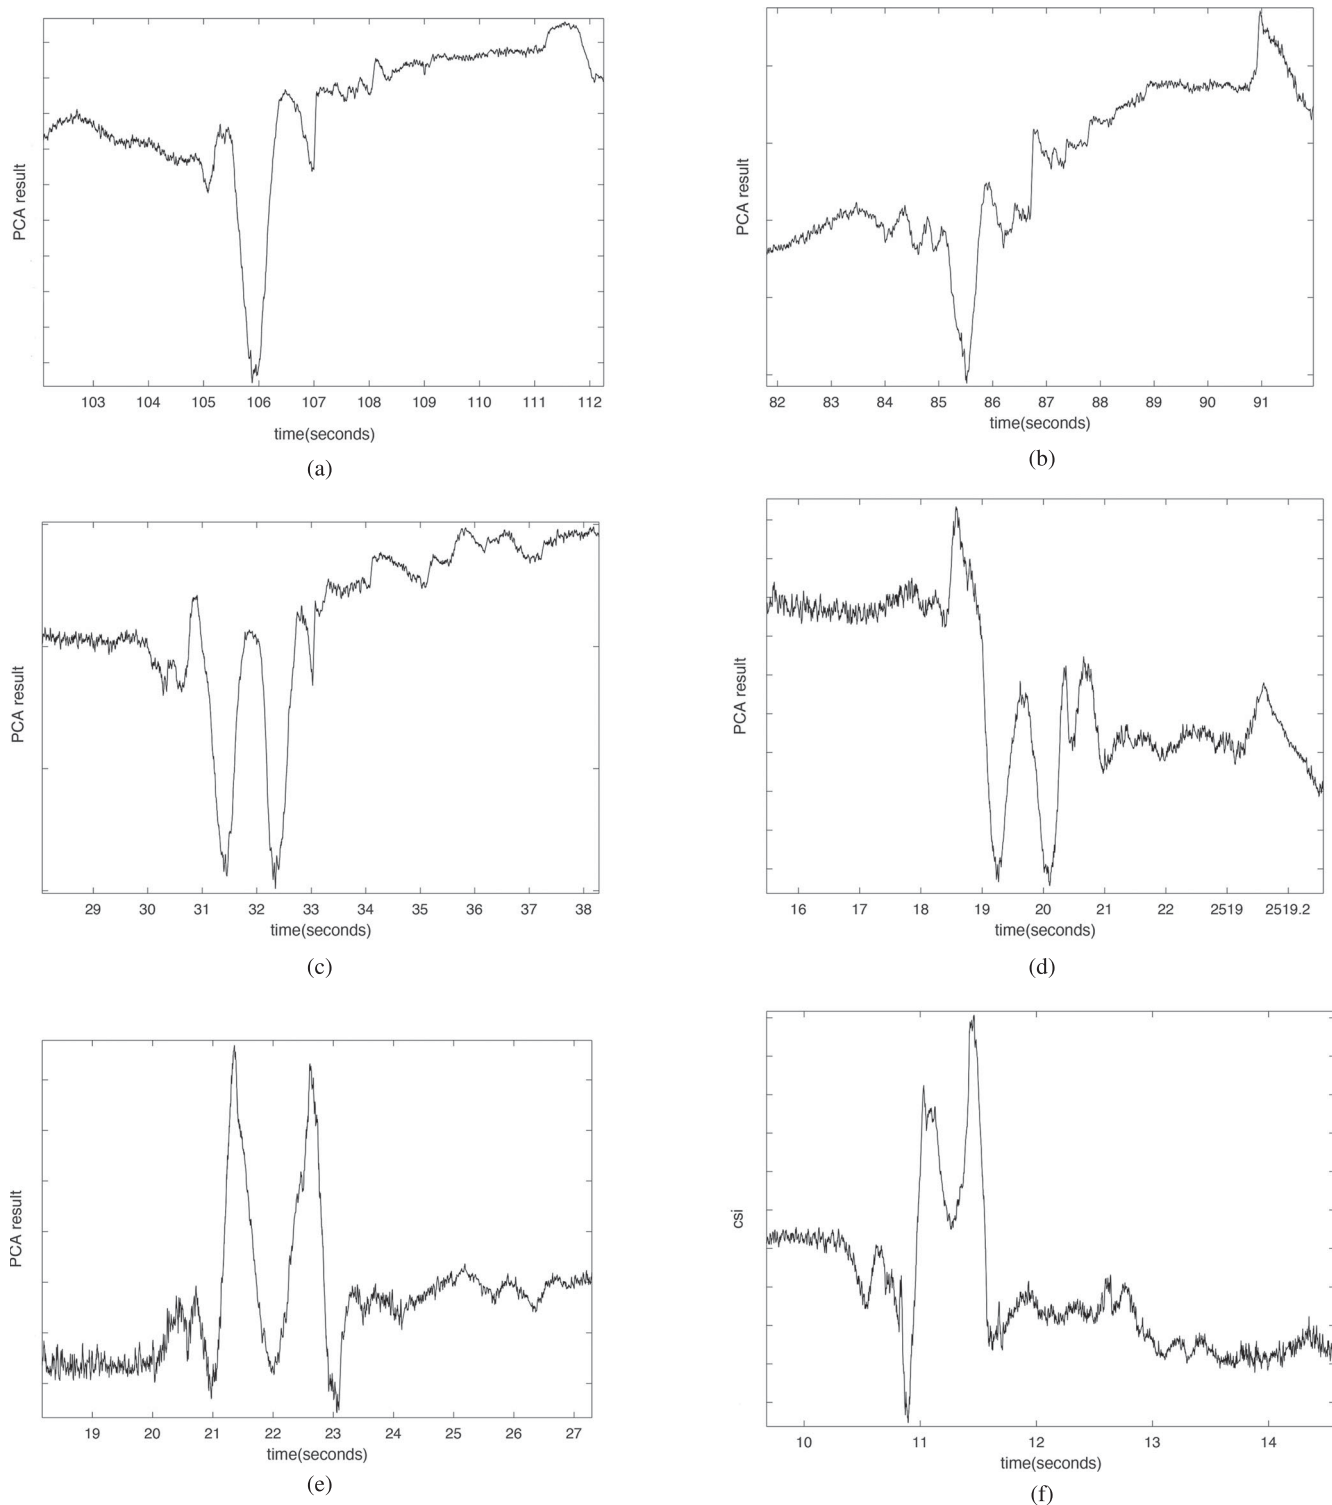 PCA result
103 104 105 106 107 108 109 110 111 112
time(seconds)
(a)
PCA result
82 83 84 85 86 87 88 89 90 91
time(seconds)
(b)
PCA result
29 30 31 32 33 34 35 36 37 38
time(seconds)
(c)
PCA result
16 17 18 19 20 21 22 2519 2519.2
time(seconds)
(d)
PCA result
19 20 21 22 23 24 25 26 27
time(seconds)
(e)
csi
10 11 12 13 14
time(seconds)
(f)